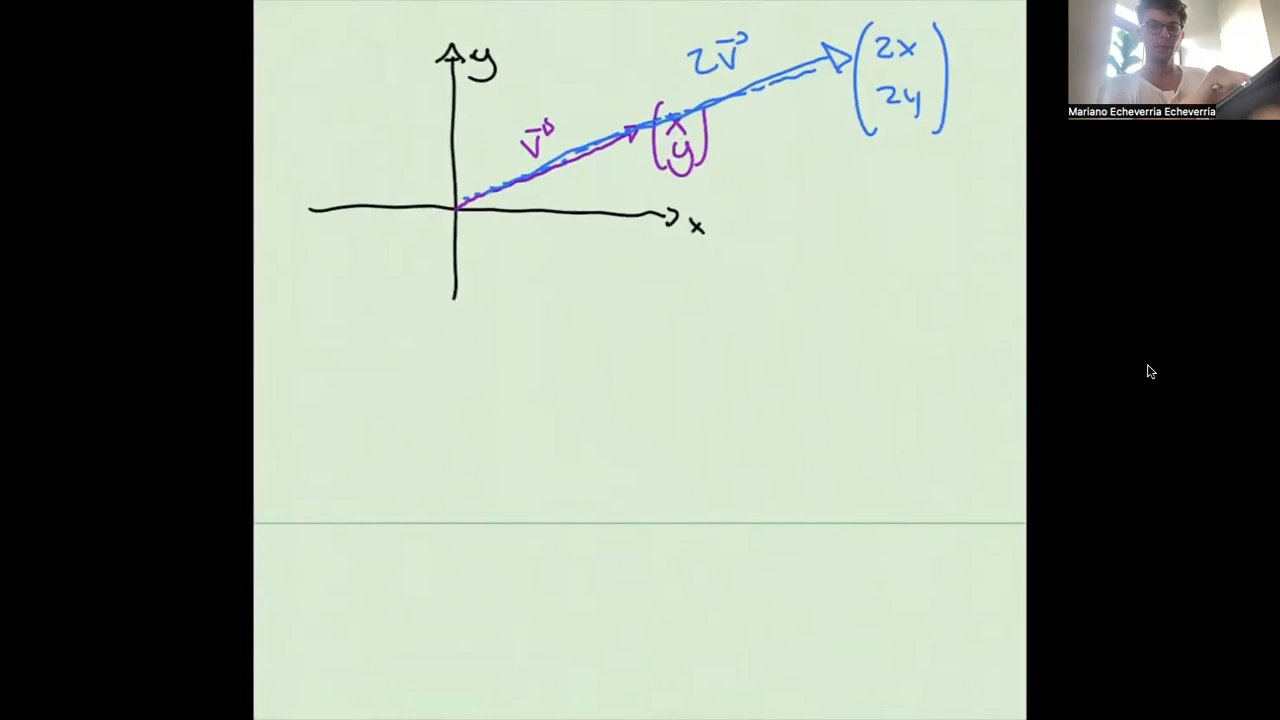 y
2v⃗
(2x
2y)
v⃗
(x
y)
x
Mariano Echeverria Echeverria